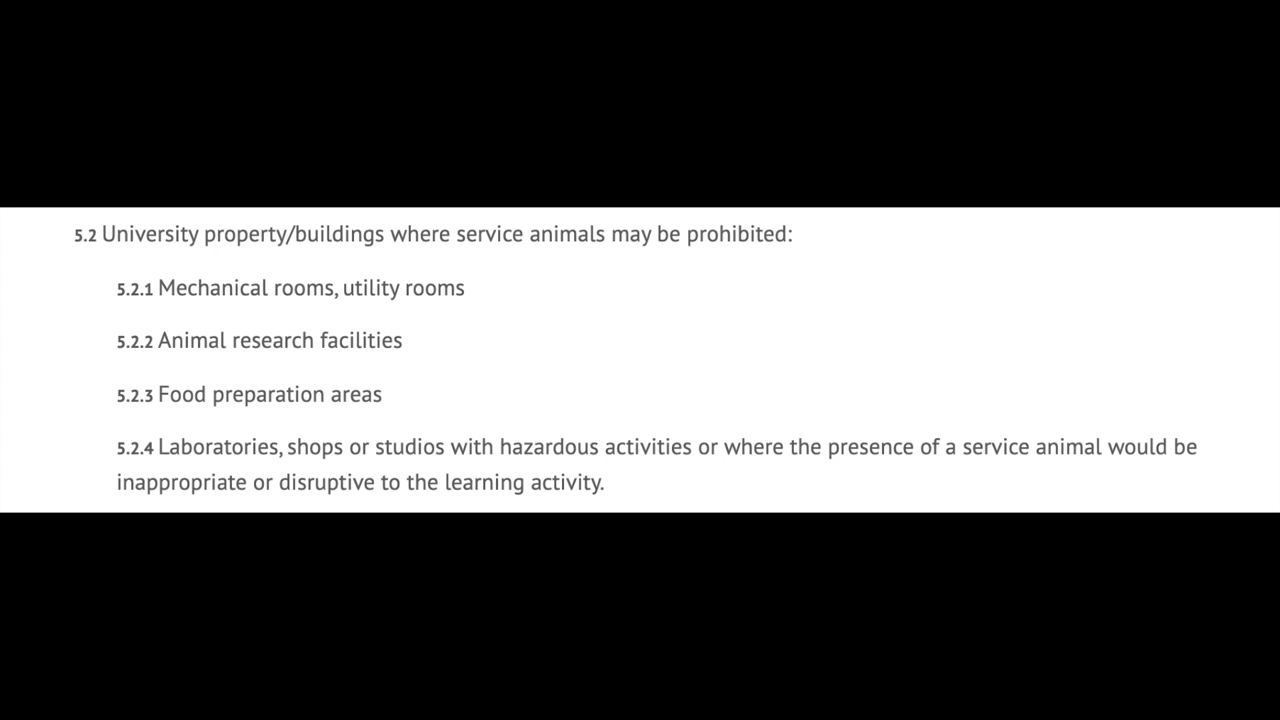 5.2 University property/buildings where service animals may be prohibited:
5.2.1 Mechanical rooms, utility rooms
5.2.2 Animal research facilities
5.2.3 Food preparation areas
5.2.4 Laboratories, shops or studios with hazardous activities or where the presence of a service animal would be
inappropriate or disruptive to the learning activity.